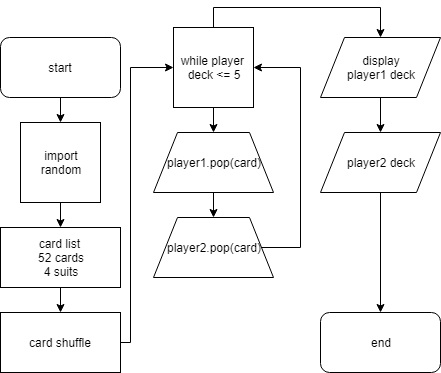 start
import
random
card list
52 cards
4 suits
card shuffle
while player
deck <= 5
player1.pop(card)
player2.pop(card)
display
player1 deck
player2 deck
end